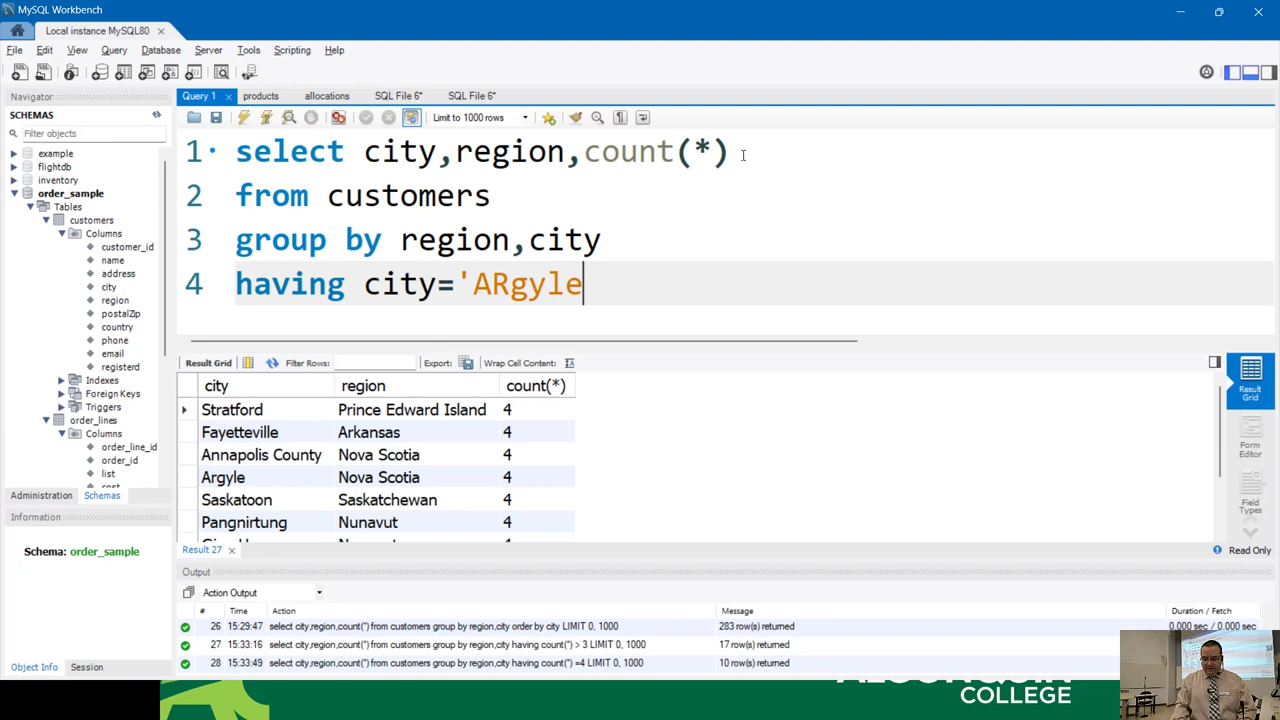 MySQL Workbench
Local instance MySQL80
File Edit View Query Database Server Tools Scripting Help
Navigator
SCHEMAS
Filter objects
example
flightdb
inventory
order_sample
Tables
customers
Columns
customer_id
name
address
city
region
postalZip
country
phone
email
registerd
Indexes
Foreign Keys
Triggers
order_lines
Columns
order_line_id
order_id
list
Administration Schemas
Information
Schema: order_sample
Object Info Session
Query 1 products allocations SQL File 6* SQL File 6*
Limit to 1000 rows
1 select city,region,count(*)
2 from customers
3 group by region,city
4 having city='ARgyle
Result Grid Filter Rows: Export: Wrap Cell Content:
city region count(*)
Stratford Prince Edward Island 4
Fayetteville Arkansas 4
Annapolis County Nova Scotia 4
Argyle Nova Scotia 4
Saskatoon Saskatchewan 4
Pangnirtung Nunavut 4
Result Grid
Form Editor
Field Types
Result 27 Read Only
Output
Action Output
# Time Action Message Duration / Fetch
26 15:29:47 select city,region,count(*) from customers group by region,city order by city LIMIT 0, 1000 283 row(s) returned 0.000 sec / 0.000 sec
27 15:33:16 select city,region,count(*) from customers group by region,city having count(*) > 3 LIMIT 0, 1000 17 row(s) returned
28 15:33:49 select city,region,count(*) from customers group by region,city having count(*) =4 LIMIT 0, 1000 10 row(s) returned
COLLEGE